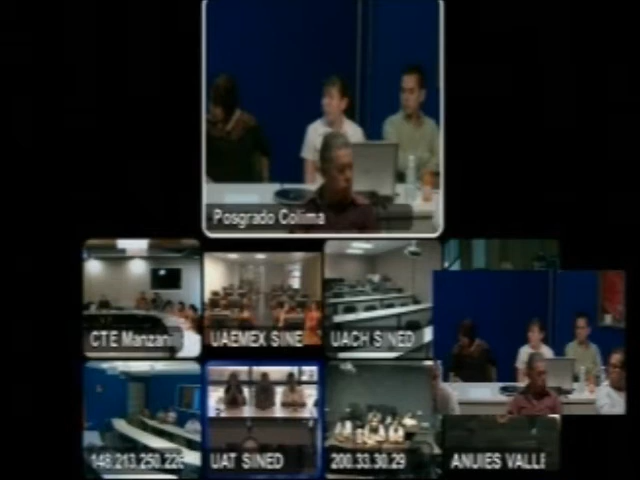 Posgrado Colima
CTE Manzani
UAEMEX SINE
UACH SINED
148.213.250.226
UAT SINED
200.33.30.29
ANUIES VALLE